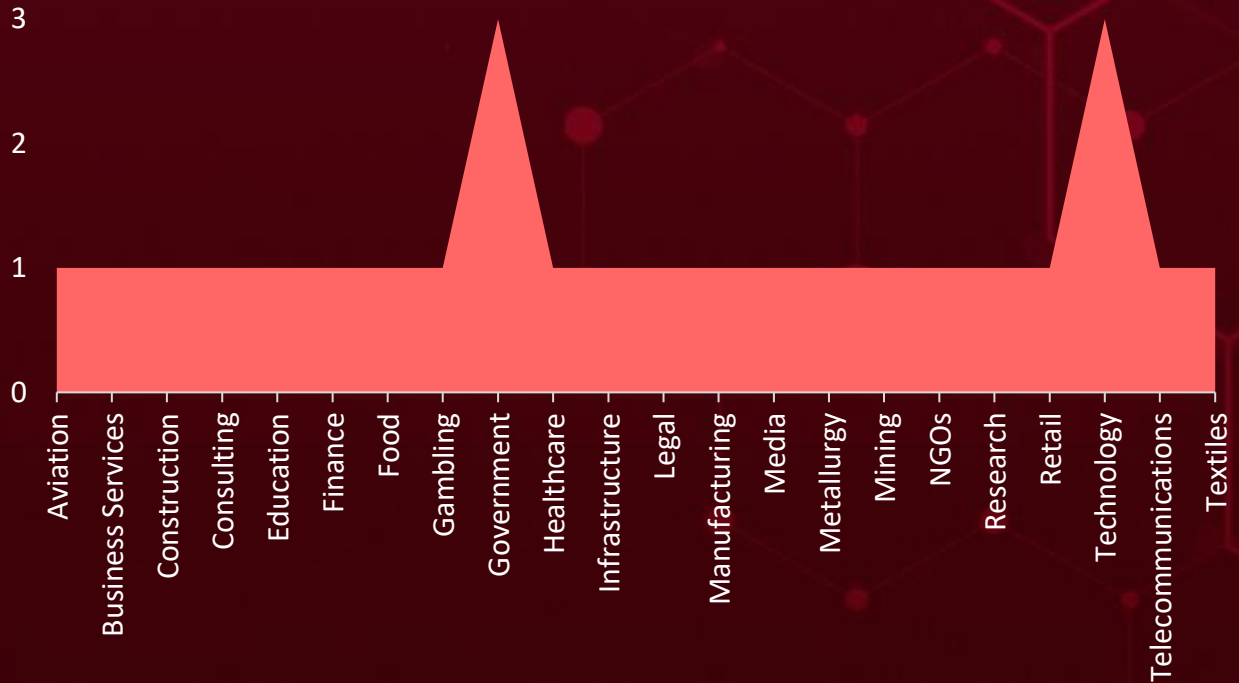 3
2
1
0
Aviation
Business Services
Construction
Consulting
Education
Finance
Food
Gambling
Government
Healthcare
Infrastructure
Legal
Manufacturing
Media
Metallurgy
Mining
NGOs
Research
Retail
Technology
Telecommunications
Textiles